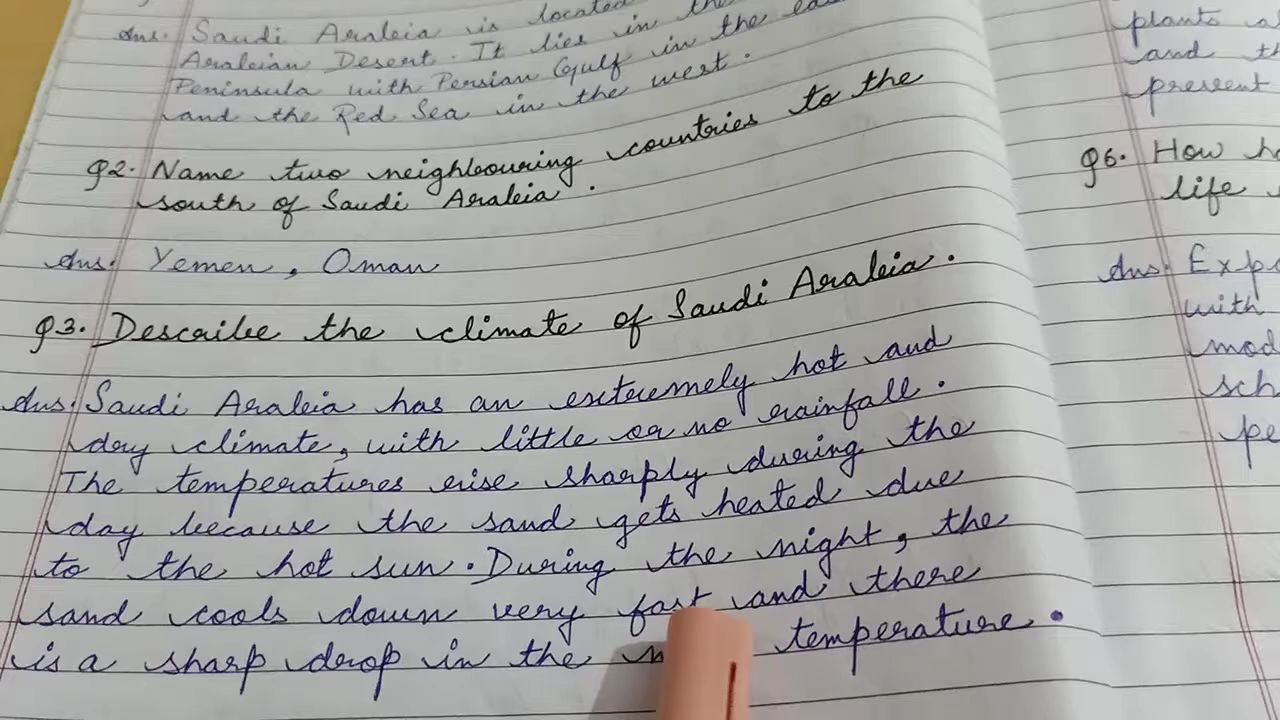 Ans. Saudi Arabia is located
Arabian Desert. It lies in the
Peninsula with Persian Gulf in the
and the Red Sea in the west.
Q2. Name two neighbouring countries to the
south of Saudi Arabia.
Ans. Yemen, Oman
Q3. Describe the climate of Saudi Arabia.
Ans. Saudi Arabia has an extremely hot and
dry climate, with little or no rainfall.
The temperatures rise sharply during the
day because the sand gets heated due
to the hot sun. During the night, the
sand cools down very fast and there
is a sharp drop in the temperature.
plants
and
present
Q6. How
life
Ans.
with